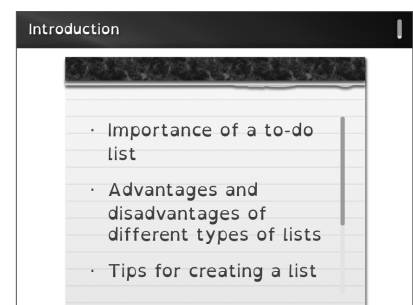 Introduction
· Importance of a to-do
list
· Advantages and
disadvantages of
different types of lists
· Tips for creating a list